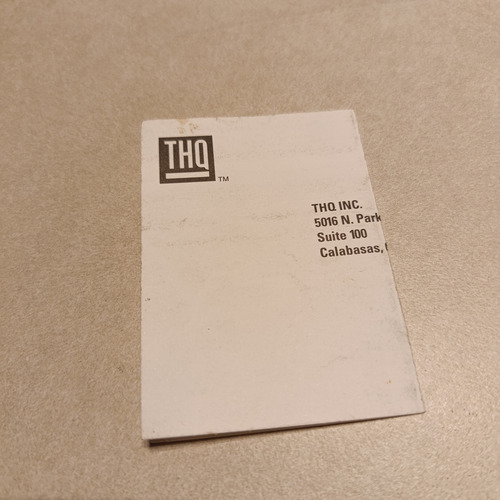 THQ
TM
THQ INC.
5016 N. Park
Suite 100
Calabasas,